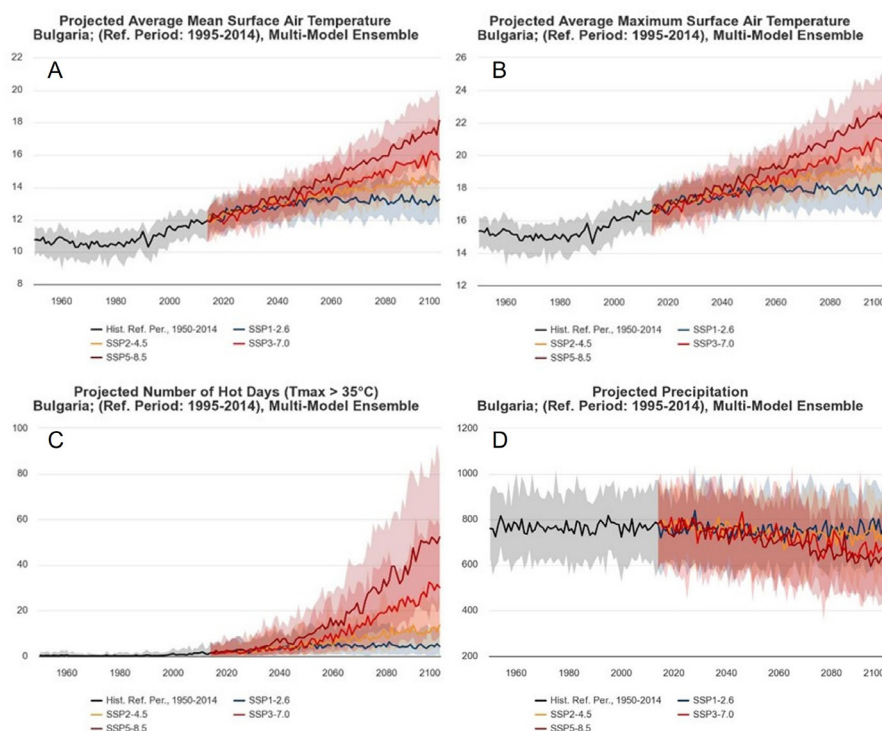 Projected Average Mean Surface Air Temperature
Bulgaria; (Ref. Period: 1995-2014), Multi-Model Ensemble
22
A
20
18
16
14
12
10
8
1960
1980
2000
2020
2040
2060
2080
2100
Hist. Ref. Per., 1950-2014
SSP1-2.6
SSP2-4.5
SSP3-7.0
SSP5-8.5
Projected Average Maximum Surface Air Temperature
Bulgaria; (Ref. Period: 1995-2014), Multi-Model Ensemble
26
B
24
22
20
18
16
14
12
1960
1980
2000
2020
2040
2060
2080
2100
Hist. Ref. Per., 1950-2014
SSP1-2.6
SSP2-4.5
SSP3-7.0
SSP5-8.5
Projected Number of Hot Days (Tmax > 35°C)
Bulgaria; (Ref. Period: 1995-2014), Multi-Model Ensemble
100
C
80
60
40
20
0
1960
1980
2000
2020
2040
2060
2080
2100
Hist. Ref. Per., 1950-2014
SSP1-2.6
SSP2-4.5
SSP3-7.0
SSP5-8.5
Projected Precipitation
Bulgaria; (Ref. Period: 1995-2014), Multi-Model Ensemble
1200
D
1000
800
600
400
200
1960
1980
2000
2020
2040
2060
2080
2100
Hist. Ref. Per., 1950-2014
SSP1-2.6
SSP2-4.5
SSP3-7.0
SSP5-8.5